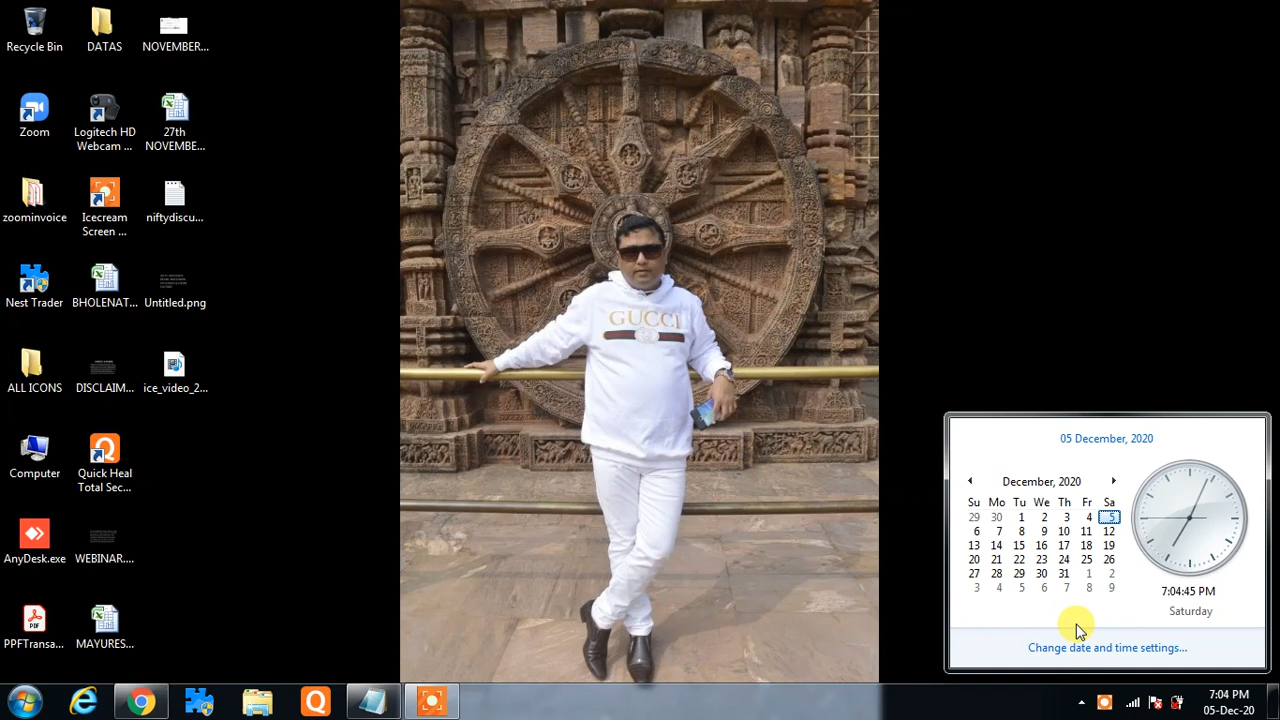 Recycle Bin
DATAS
NOVEMBER...
Zoom
Logitech HD
Webcam ...
27th
NOVEMBE...
zoominvoice
Icecream
Screen ...
niftydiscu...
Nest Trader
BHOLENAT...
Untitled.png
ALL ICONS
DISCLAIM...
ice_video_2...
Computer
Quick Heal
Total Sec...
AnyDesk.exe
WEBINAR....
PPFTransa...
MAYURES...
GUCCI
05 December, 2020
December, 2020
Su Mo Tu We Th Fr Sa
29 30 1 2 3 4 5
6 7 8 9 10 11 12
13 14 15 16 17 18 19
20 21 22 23 24 25 26
27 28 29 30 31 1 2
3 4 5 6 7 8 9
7:04:45 PM
Saturday
Change date and time settings...
7:04 PM
05-Dec-20